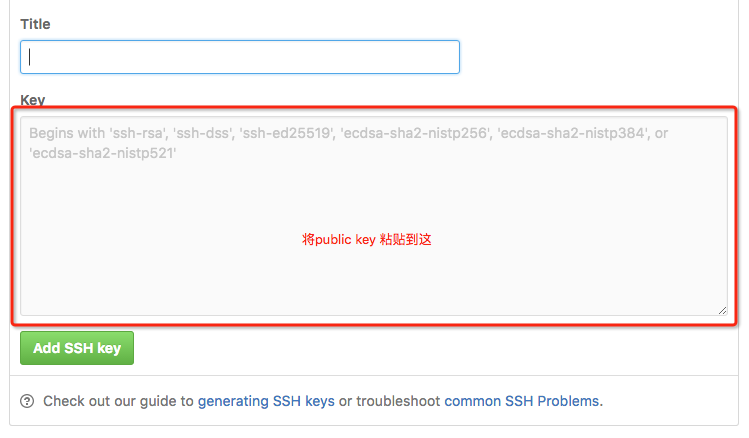 Title
Key
Begins with 'ssh-rsa', 'ssh-dss', 'ssh-ed25519', 'ecdsa-sha2-nistp256', 'ecdsa-sha2-nistp384', or
'ecdsa-sha2-nistp521'
将public key 粘贴到这
Add SSH key
Check out our guide to generating SSH keys or troubleshoot common SSH Problems.